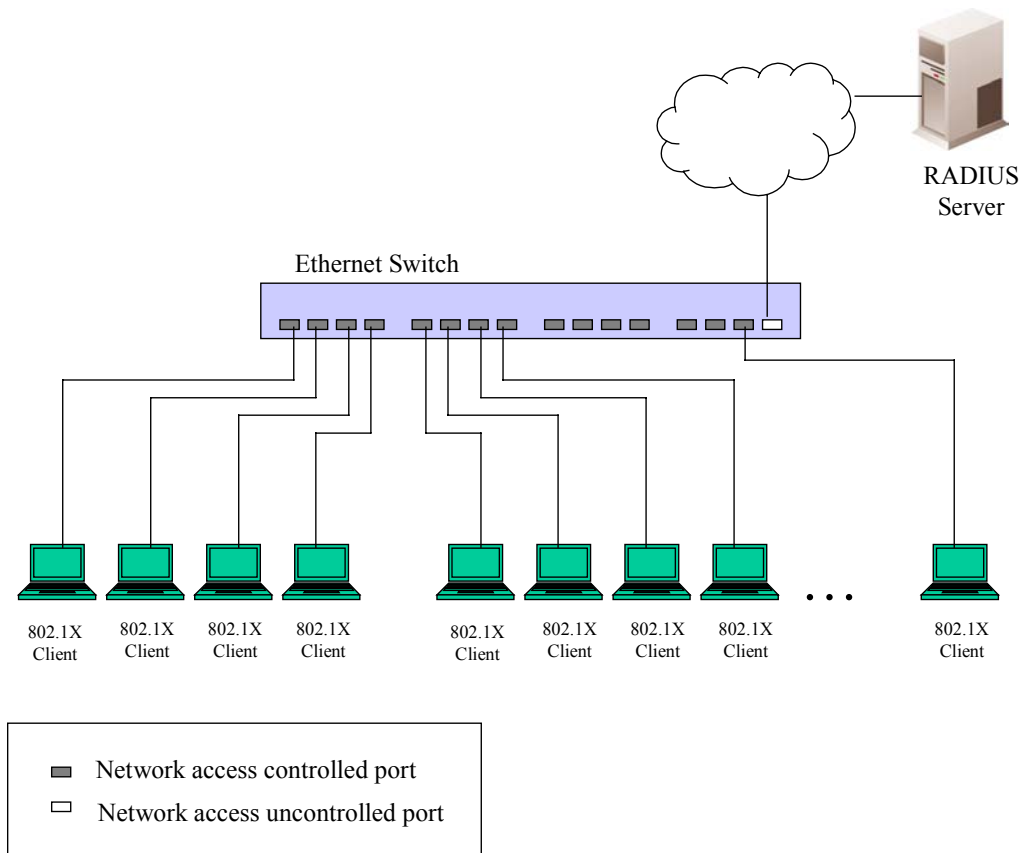 RADIUS
Server
Ethernet Switch
802.1X
Client
802.1X
Client
802.1X
Client
802.1X
Client
802.1X
Client
802.1X
Client
802.1X
Client
802.1X
Client
. . .
802.1X
Client
Network access controlled port
Network access uncontrolled port